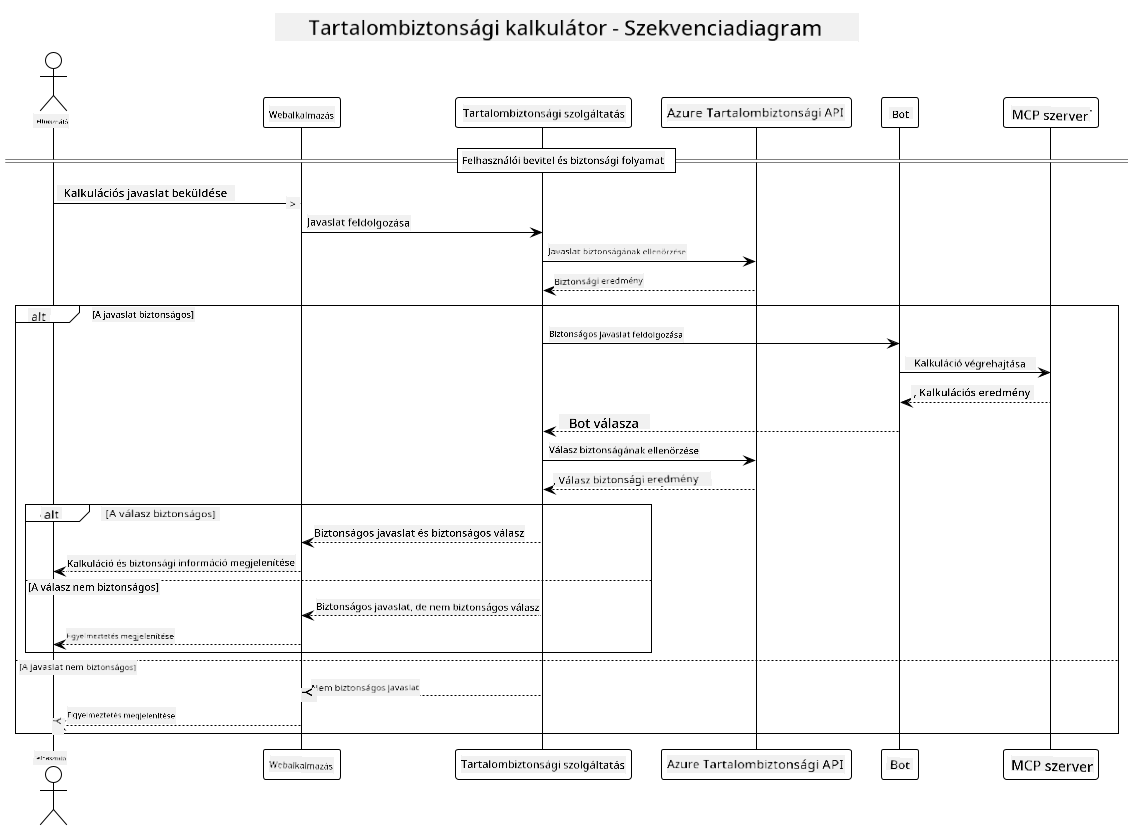 Tartalombiztonsági kalkulátor - Szekvenciadiagram
Webalkalmazás
Tartalombiztonsági szolgáltatás
Azure Tartalombiztonsági API
Bot
MCP szerver
Felhasználói bevitel és biztonsági folyamat
Kalkulációs javaslat beküldése
>
Javaslat feldolgozása
Javaslat biztonságának ellenőrzése
Biztonsági eredmény
alt
[A javaslat biztonságos]
Biztonságos javaslat feldolgozása
Kalkuláció végrehajtása
, Kalkulációs eredmény
Bot válasza
Válasz biztonságának ellenőrzése
Válasz biztonsági eredmény
alt
[A válasz biztonságos]
Biztonságos javaslat és biztonságos válasz
Kalkuláció és biztonsági információ megjelenítése
[A válasz nem biztonságos]
Biztonságos javaslat, de nem biztonságos válasz
Figyelmeztetés megjelenítése
[A javaslat nem biztonságos]
Nem biztonságos javaslat
Figyelmeztetés megjelenítése
Webalkalmazás
Tartalombiztonsági szolgáltatás
Azure Tartalombiztonsági API
Bot
MCP szerver